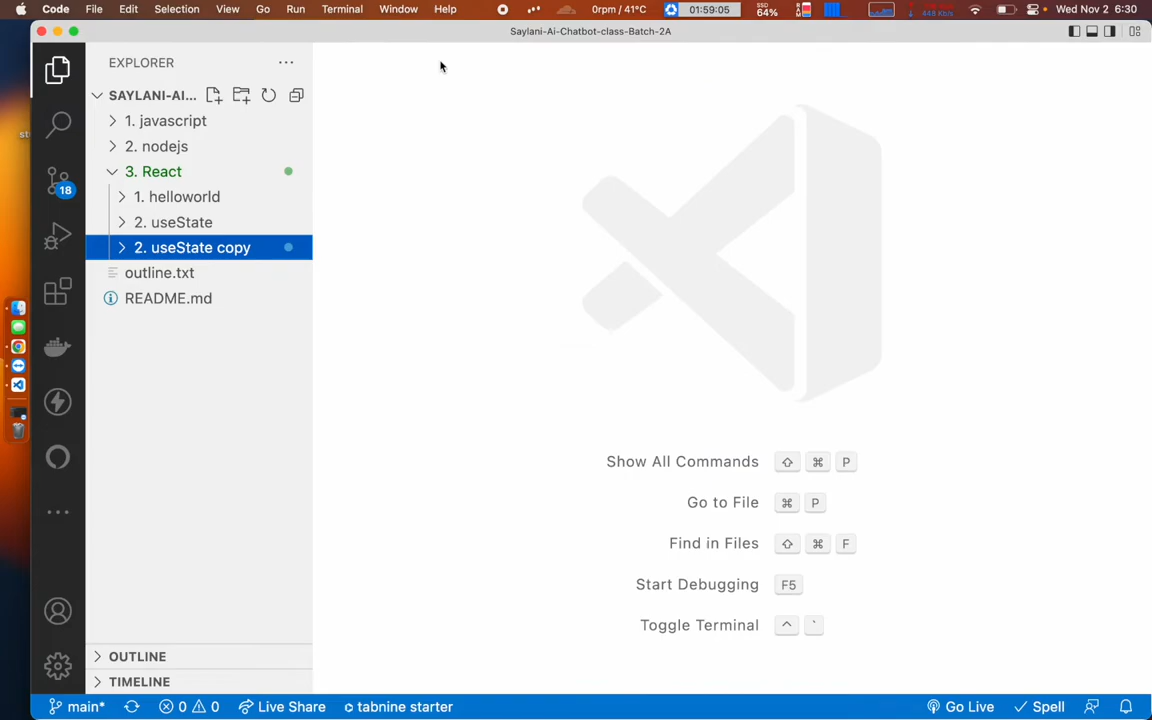 Code File Edit Selection View Go Run Terminal Window Help 0rpm / 41°C 01:59:05 SSD 64% 448 KB/s Wed Nov 2 6:30
Saylani-Ai-Chatbot-class-Batch-2A
EXPLORER
SAYLANI-AI...
1. javascript
2. nodejs
3. React
1. helloworld
2. useState
2. useState copy
outline.txt
README.md
18
Show All Commands ⇧ ⌘ P
Go to File ⌘ P
Find in Files ⇧ ⌘ F
Start Debugging F5
Toggle Terminal ^ `
OUTLINE
TIMELINE
main* 0 0 Live Share tabnine starter Go Live Spell